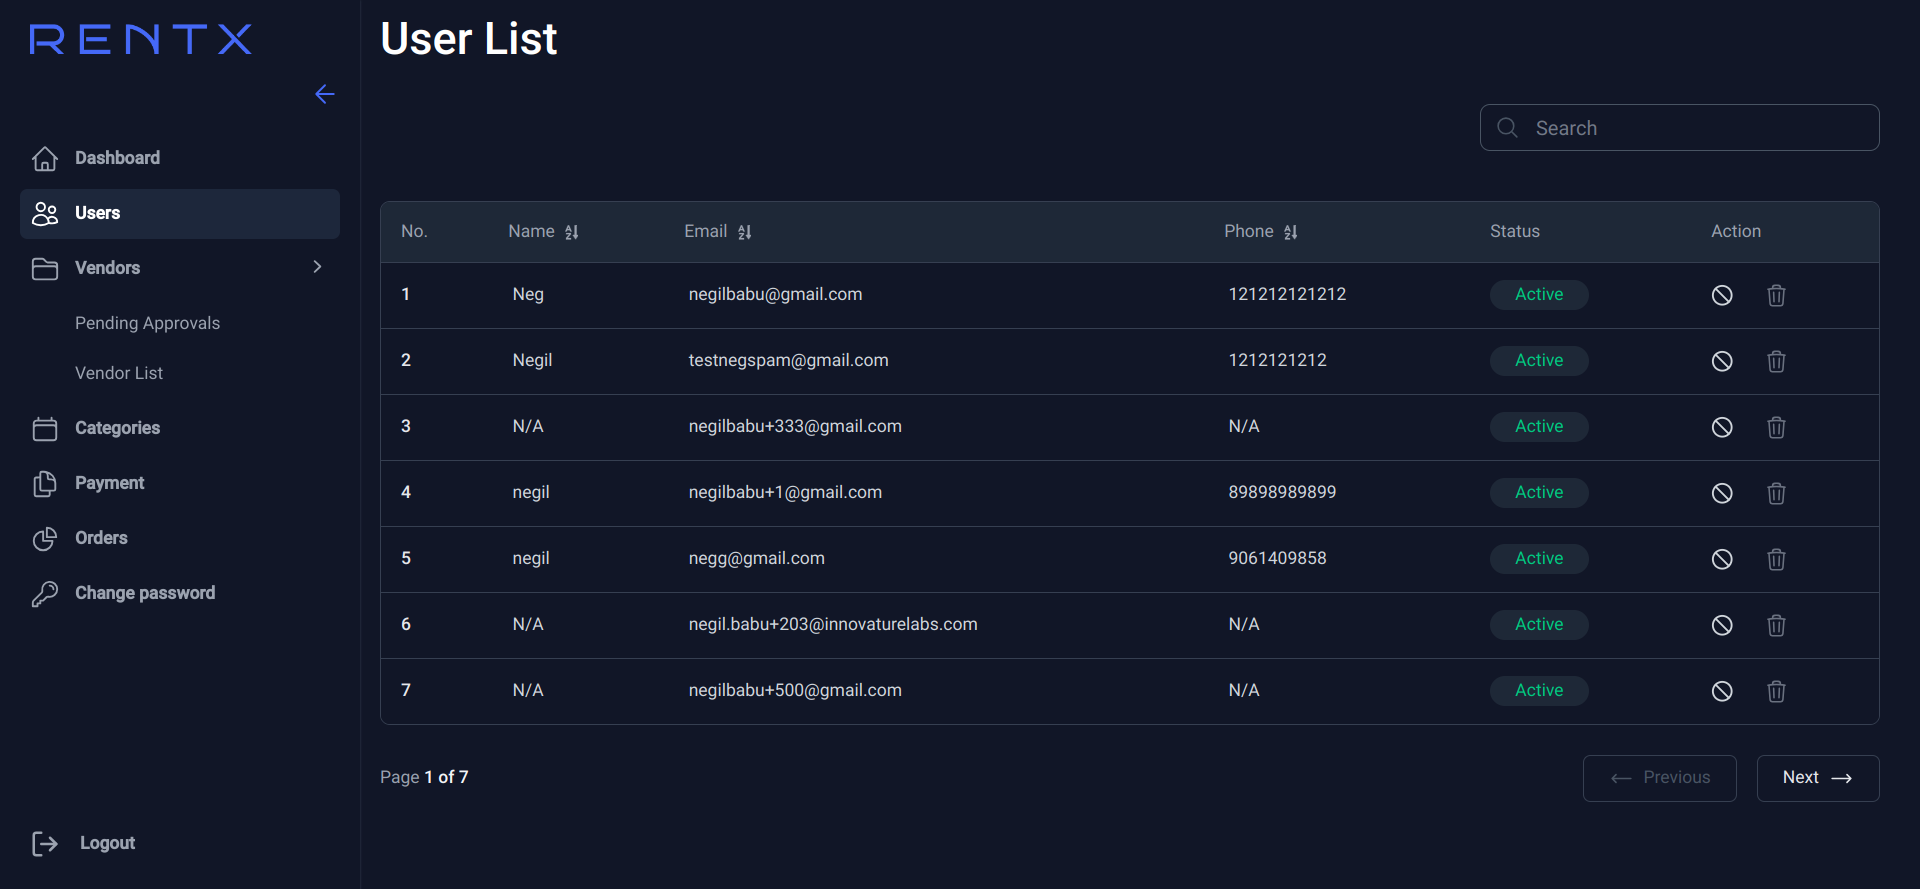 RENTX
User List
Search
Dashboard
Users
Vendors
Pending Approvals
Vendor List
Categories
Payment
Orders
Change password
Logout
No. Name Email Phone Status Action
1 Neg negilbabu@gmail.com 121212121212 Active
2 Negil testnegspam@gmail.com 1212121212 Active
3 N/A negilbabu+333@gmail.com N/A Active
4 negil negilbabu+1@gmail.com 89898989899 Active
5 negil negg@gmail.com 9061409858 Active
6 N/A negil.babu+203@innovaturelabs.com N/A Active
7 N/A negilbabu+500@gmail.com N/A Active
Page 1 of 7
Previous Next